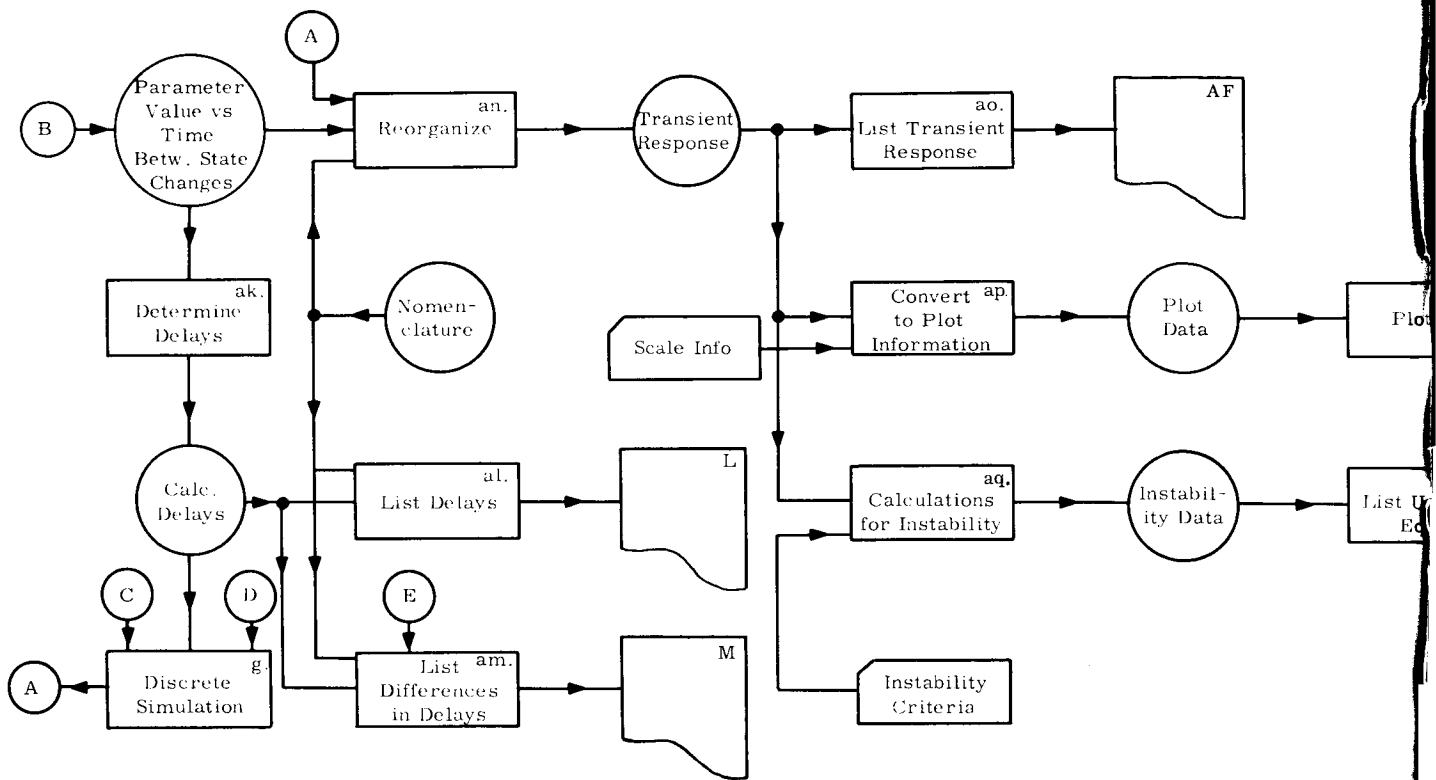 A
B
Parameter
Value vs
Time
Betw. State
Changes
an.
Reorganize
Transient
Response
ao.
List Transient
Response
AF
ak.
Determine
Delays
Nomen-
clature
Scale Info
ap.
Convert
to Plot
Information
Plot
Data
Plot
Calc.
Delays
al.
List Delays
L
aq.
Calculations
for Instability
Instabil-
ity Data
List
C
D
E
A
g.
Discrete
Simulation
am.
List
Differences
in Delays
M
Instability
Criteria